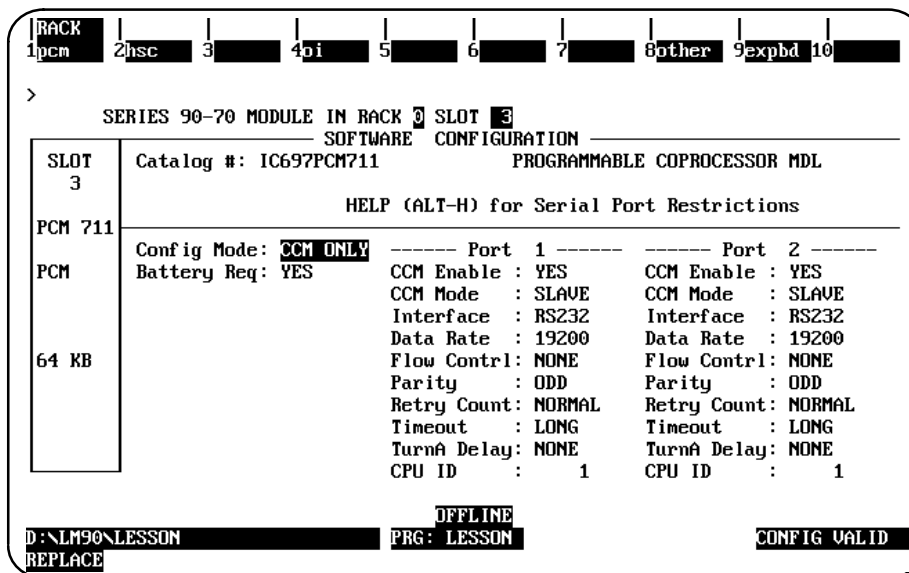 RACK
1pcm 2hsc 3 4oi 5 6 7 8other 9expbd 10
>
SERIES 90-70 MODULE IN RACK 0 SLOT 3
SOFTWARE CONFIGURATION
SLOT Catalog #: IC697PCM711 PROGRAMMABLE COPROCESSOR MDL
3
HELP (ALT-H) for Serial Port Restrictions
PCM 711
Config Mode: CCM ONLY ------ Port 1 ------ ------ Port 2 ------
PCM Battery Req: YES CCM Enable : YES CCM Enable : YES
CCM Mode : SLAVE CCM Mode : SLAVE
Interface : RS232 Interface : RS232
Data Rate : 19200 Data Rate : 19200
64 KB Flow Contrl: NONE Flow Contrl: NONE
Parity : ODD Parity : ODD
Retry Count: NORMAL Retry Count: NORMAL
Timeout : LONG Timeout : LONG
TurnA Delay: NONE TurnA Delay: NONE
CPU ID : 1 CPU ID : 1
OFFLINE
D:\LM90\LESSON PRG: LESSON CONFIG VALID
REPLACE